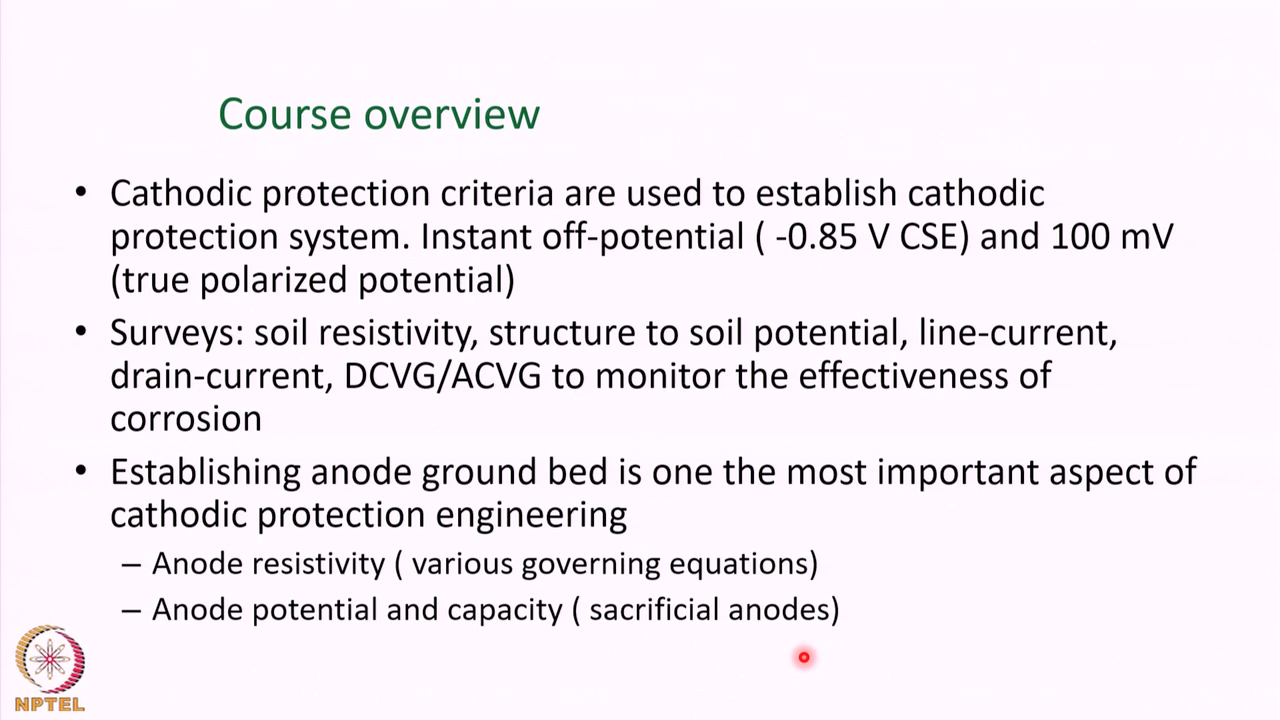 Course overview
• Cathodic protection criteria are used to establish cathodic
protection system. Instant off-potential ( -0.85 V CSE) and 100 mV
(true polarized potential)
• Surveys: soil resistivity, structure to soil potential, line-current,
drain-current, DCVG/ACVG to monitor the effectiveness of
corrosion
• Establishing anode ground bed is one the most important aspect of
cathodic protection engineering
– Anode resistivity ( various governing equations)
– Anode potential and capacity ( sacrificial anodes)
NPTEL